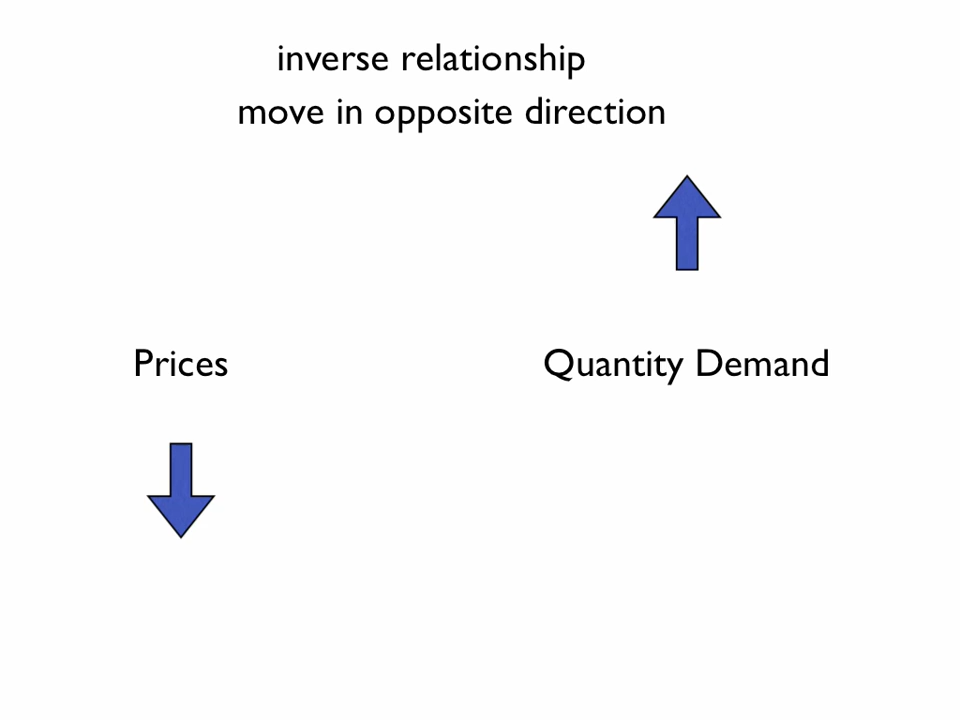 inverse relationship
move in opposite direction
Prices
Quantity Demand